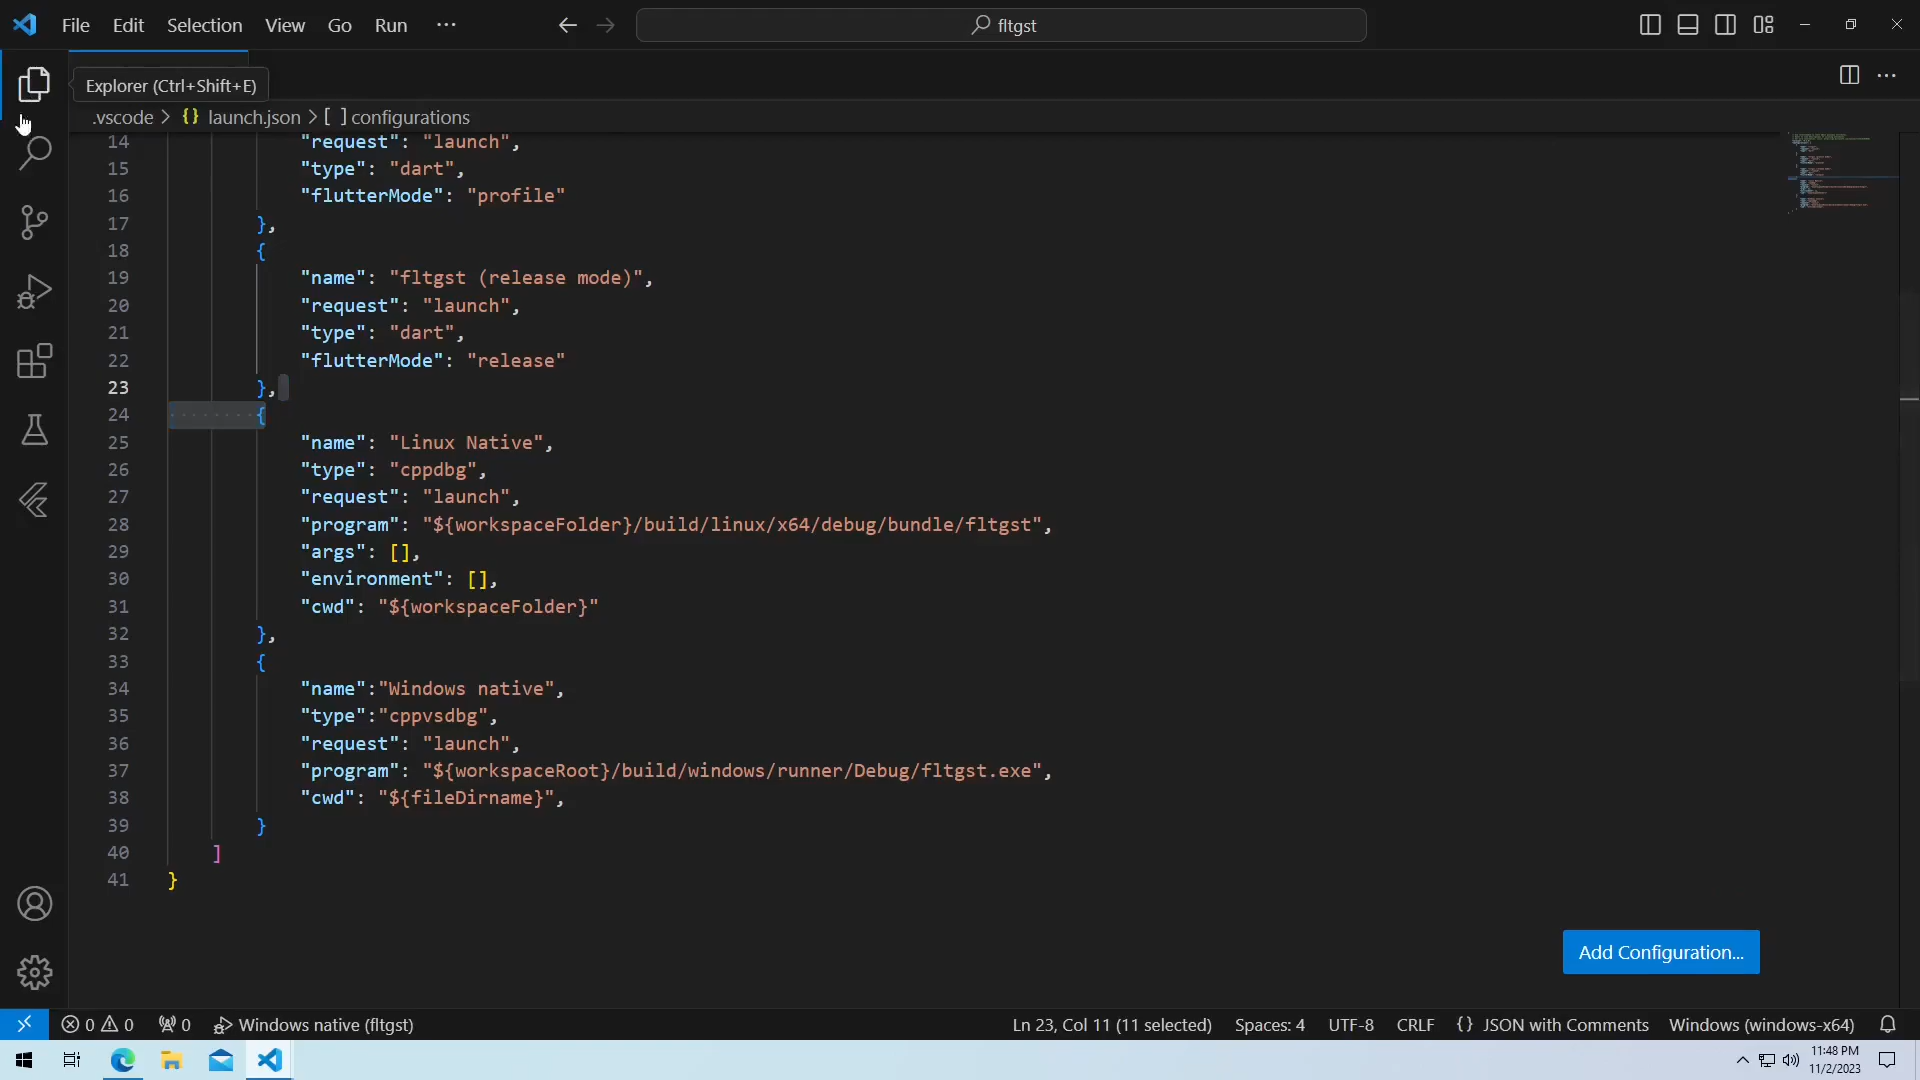 File Edit Selection View Go Run ···
fltgst
Explorer (Ctrl+Shift+E)
.vscode > {} launch.json > [ ] configurations
14 "request": "launch",
15 "type": "dart",
16 "flutterMode": "profile"
17 },
18 {
19 "name": "fltgst (release mode)",
20 "request": "launch",
21 "type": "dart",
22 "flutterMode": "release"
23 },
24 {
25 "name": "Linux Native",
26 "type": "cppdbg",
27 "request": "launch",
28 "program": "${workspaceFolder}/build/linux/x64/debug/bundle/fltgst",
29 "args": [],
30 "environment": [],
31 "cwd": "${workspaceFolder}"
32 },
33 {
34 "name":"Windows native",
35 "type":"cppvsdbg",
36 "request": "launch",
37 "program": "${workspaceRoot}/build/windows/runner/Debug/fltgst.exe",
38 "cwd": "${fileDirname}",
39 }
40 ]
41 }
Add Configuration...
0 0 0 Windows native (fltgst) Ln 23, Col 11 (11 selected) Spaces: 4 UTF-8 CRLF {} JSON with Comments Windows (windows-x64)
11:48 PM
11/2/2023